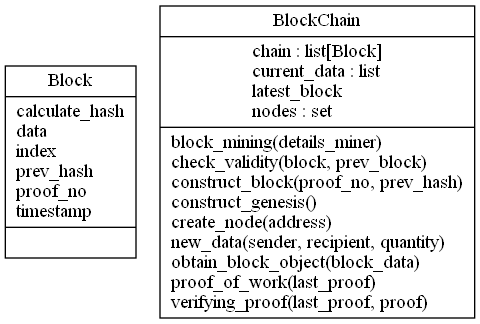 Block
calculate_hash
data
index
prev_hash
proof_no
timestamp
BlockChain
chain : list[Block]
current_data : list
latest_block
nodes : set
block_mining(details_miner)
check_validity(block, prev_block)
construct_block(proof_no, prev_hash)
construct_genesis()
create_node(address)
new_data(sender, recipient, quantity)
obtain_block_object(block_data)
proof_of_work(last_proof)
verifying_proof(last_proof, proof)